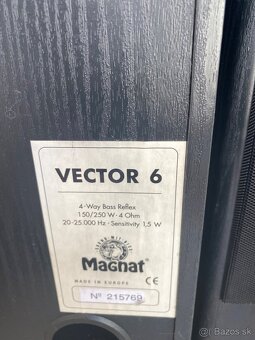 VECTOR 6
4-Way Bass Reflex
150/250 W · 4 Ohm
20-25.000 Hz · Sensitivity 1,5 W
Magnat
MADE IN EUROPE CE
Nº 215769
Bazos.sk